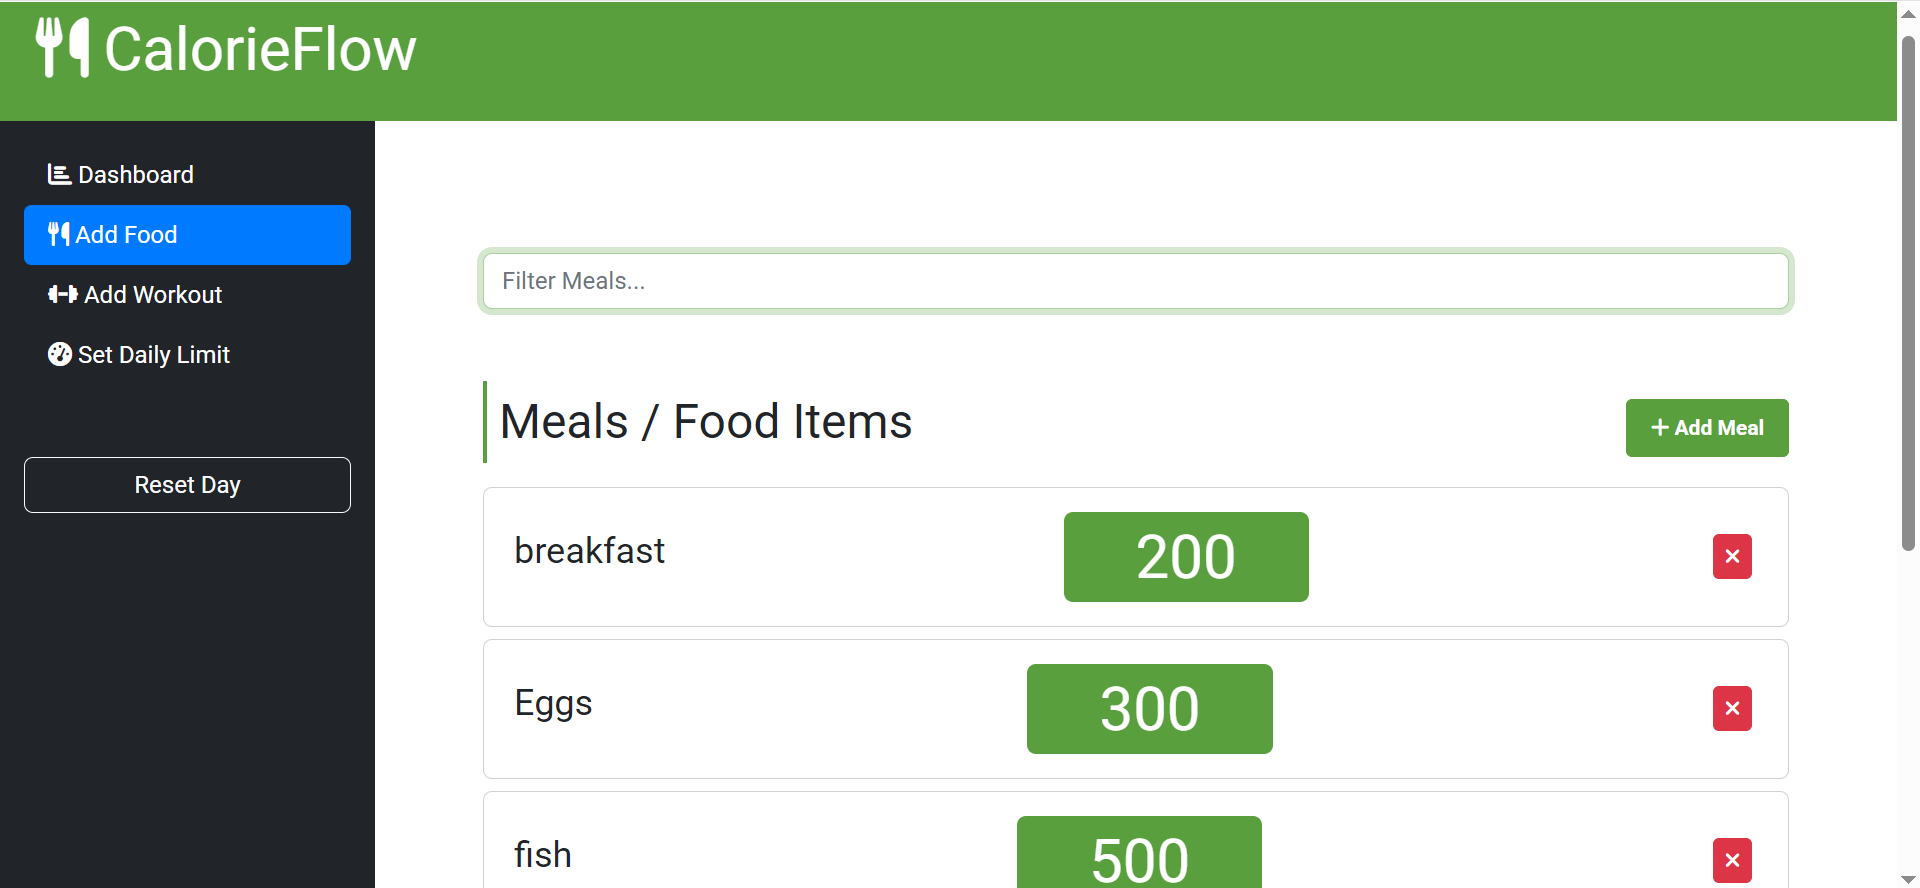 CalorieFlow
Dashboard
Add Food
Add Workout
Set Daily Limit
Reset Day
Filter Meals...
Meals / Food Items
+ Add Meal
breakfast
200
Eggs
300
fish
500